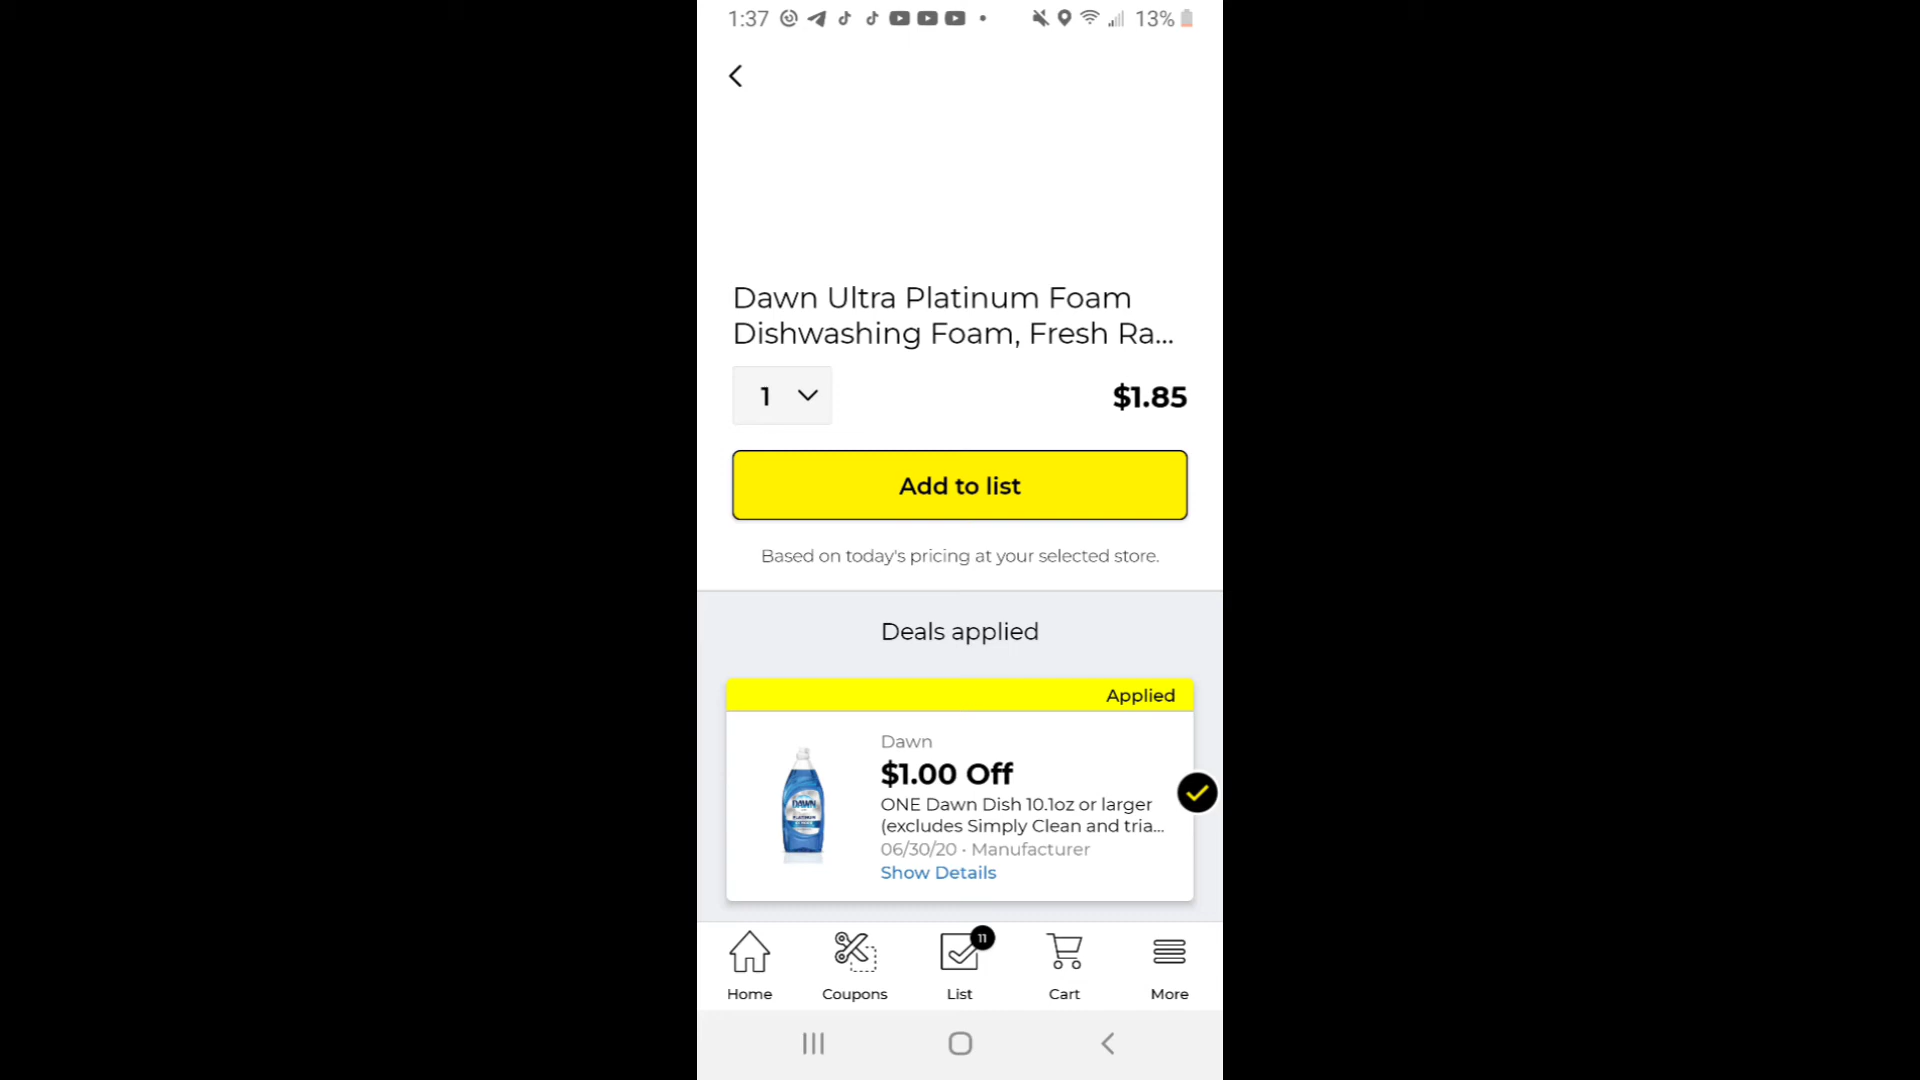 1:37
13%
Dawn Ultra Platinum Foam
Dishwashing Foam, Fresh Ra...
1
$1.85
Add to list
Based on today's pricing at your selected store.
Deals applied
Applied
Dawn
$1.00 Off
ONE Dawn Dish 10.1oz or larger
(excludes Simply Clean and tria...
06/30/20 • Manufacturer
Show Details
DAWN
PLATINUM
11
Home
Coupons
List
Cart
More